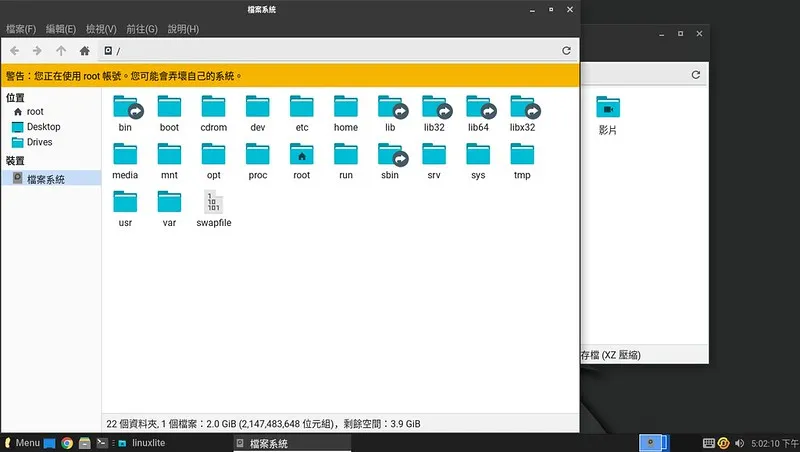 檔案系統
檔案(F) 編輯(E) 檢視(V) 前往(G) 說明(H)
/
警告：您正在使用 root 帳號。您可能會弄壞自己的系統。
位置
root
Desktop
Drives
裝置
檔案系統
bin boot cdrom dev etc home lib lib32 lib64 libx32
media mnt opt proc root run sbin srv sys tmp
usr var swapfile
影片
存檔 (XZ 壓縮)
22 個資料夾, 1 個檔案：2.0 GiB (2,147,483,648 位元組)，剩餘空間：3.9 GiB
Menu linuxlite 檔案系統 5:02:10 下午